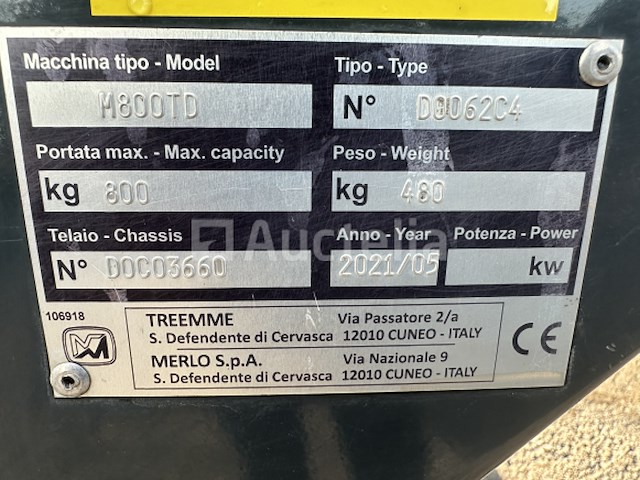 Macchina tipo - Model
M800TD
Tipo - Type
N° D0062C4
Portata max. - Max. capacity
kg 800
Peso - Weight
kg 480
Telaio - Chassis
N° D0C03660
Anno - Year
2021/05
Potenza - Power
kw
106918
TREEMME
S. Defendente di Cervasca
Via Passatore 2/a
12010 CUNEO - ITALY
MERLO S.p.A.
S. Defendente di Cervasca
Via Nazionale 9
12010 CUNEO - ITALY
CE
Auctelia